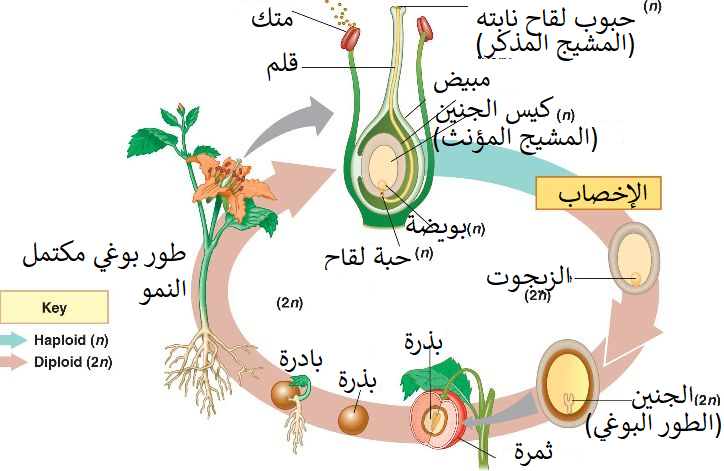 متك
حبوب لقاح نابته (n)
(المشيج المذكر)
قلم
مبيض
كيس الجنين (n)
(المشيج المؤنث)
الإخصاب
بويضة (n)
حبة لقاح (n)
طور بوغي مكتمل
النمو
الزيجوت
(2n)
(2n)
Key
Haploid (n)
Diploid (2n)
بادرة
بذرة
بذرة
الجنين (2n)
(الطور البوغي)
ثمرة